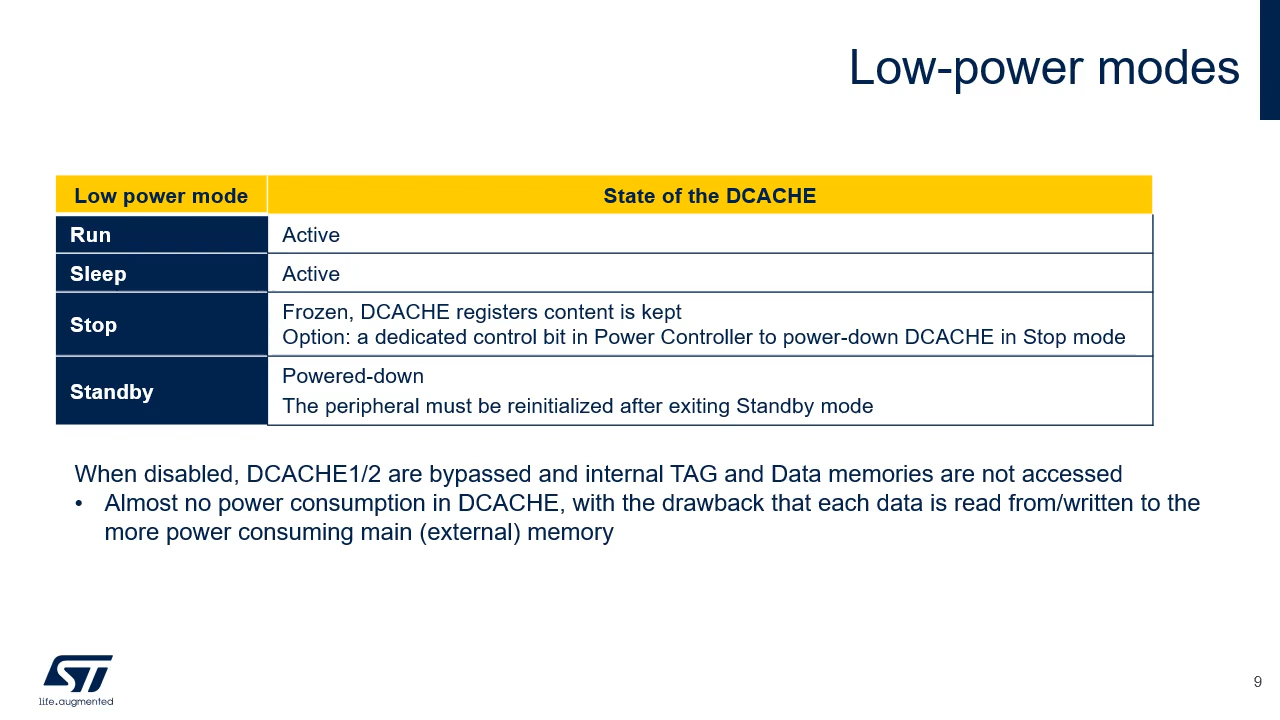 Low-power modes
Low power mode
State of the DCACHE
Run
Active
Sleep
Active
Stop
Frozen, DCACHE registers content is kept
Option: a dedicated control bit in Power Controller to power-down DCACHE in Stop mode
Standby
Powered-down
The peripheral must be reinitialized after exiting Standby mode
When disabled, DCACHE1/2 are bypassed and internal TAG and Data memories are not accessed
• Almost no power consumption in DCACHE, with the drawback that each data is read from/written to the
more power consuming main (external) memory
ST
life.augmented
9